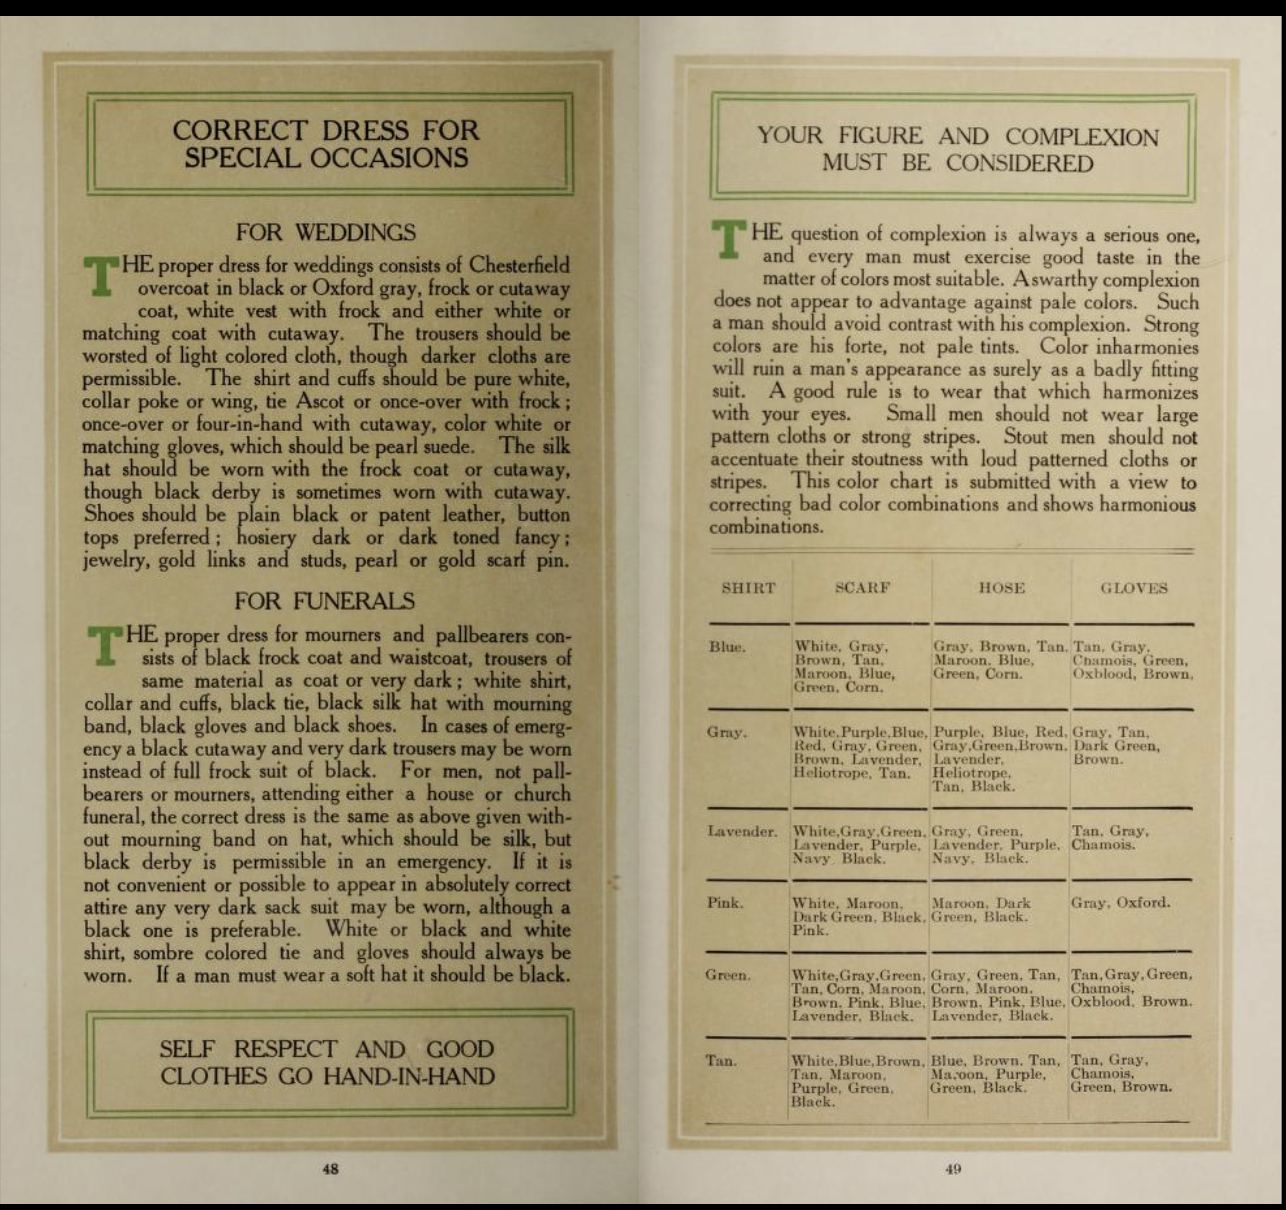 CORRECT DRESS FOR
SPECIAL OCCASIONS
FOR WEDDINGS
THE proper dress for weddings consists of Chesterfield
overcoat in black or Oxford gray, frock or cutaway
coat, white vest with frock and either white or
matching coat with cutaway. The trousers should be
worsted of light colored cloth, though darker cloths are
permissible. The shirt and cuffs should be pure white,
collar poke or wing, tie Ascot or once-over with frock;
once-over or four-in-hand with cutaway, color white or
matching gloves, which should be pearl suede. The silk
hat should be worn with the frock coat or cutaway,
though black derby is sometimes worn with cutaway.
Shoes should be plain black or patent leather, button
tops preferred; hosiery dark or dark toned fancy;
jewelry, gold links and studs, pearl or gold scarf pin.
FOR FUNERALS
THE proper dress for mourners and pallbearers con-
sists of black frock coat and waistcoat, trousers of
same material as coat or very dark; white shirt,
collar and cuffs, black tie, black silk hat with mourning
band, black gloves and black shoes. In cases of emerg-
ency a black cutaway and very dark trousers may be worn
instead of full frock suit of black. For men, not pall-
bearers or mourners, attending either a house or church
funeral, the correct dress is the same as above given with-
out mourning band on hat, which should be silk, but
black derby is permissible in an emergency. If it is
not convenient or possible to appear in absolutely correct
attire any very dark sack suit may be worn, although a
black one is preferable. White or black and white
shirt, sombre colored tie and gloves should always be
worn. If a man must wear a soft hat it should be black.
SELF RESPECT AND GOOD
CLOTHES GO HAND-IN-HAND
48
YOUR FIGURE AND COMPLEXION
MUST BE CONSIDERED
THE question of complexion is always a serious one,
and every man must exercise good taste in the
matter of colors most suitable. A swarthy complexion
does not appear to advantage against pale colors. Such
a man should avoid contrast with his complexion. Strong
colors are his forte, not pale tints. Color inharmonies
will ruin a man's appearance as surely as a badly fitting
suit. A good rule is to wear that which harmonizes
with your eyes. Small men should not wear large
pattern cloths or strong stripes. Stout men should not
accentuate their stoutness with loud patterned cloths or
stripes. This color chart is submitted with a view to
correcting bad color combinations and shows harmonious
combinations.
SHIRT SCARF HOSE GLOVES
Blue. White, Gray, Gray, Brown, Tan, Tan, Gray,
Brown, Tan, Maroon, Blue, Chamois, Green,
Maroon, Blue, Green, Corn. Oxblood, Brown,
Green, Corn.
Gray. White, Purple, Blue, Purple, Blue, Red, Gray, Tan,
Red, Gray, Green, Gray, Green, Brown, Dark Green,
Brown, Lavender, Lavender, Brown.
Heliotrope, Tan. Heliotrope,
Tan, Black.
Lavender. White, Gray, Green, Gray, Green, Tan, Gray,
Lavender, Purple, Lavender, Purple, Chamois.
Navy Black. Navy, Black.
Pink. White, Maroon, Maroon, Dark Gray, Oxford.
Dark Green, Black, Green, Black.
Pink.
Green. White, Gray, Green, Gray, Green, Tan, Tan, Gray, Green,
Tan, Corn, Maroon, Corn, Maroon, Chamois,
Brown, Pink, Blue, Brown, Pink, Blue, Oxblood, Brown.
Lavender, Black. Lavender, Black.
Tan. White, Blue, Brown, Blue, Brown, Tan, Tan, Gray,
Tan, Maroon, Maroon, Purple, Chamois,
Purple, Green, Green, Black. Green, Brown.
Black.
49